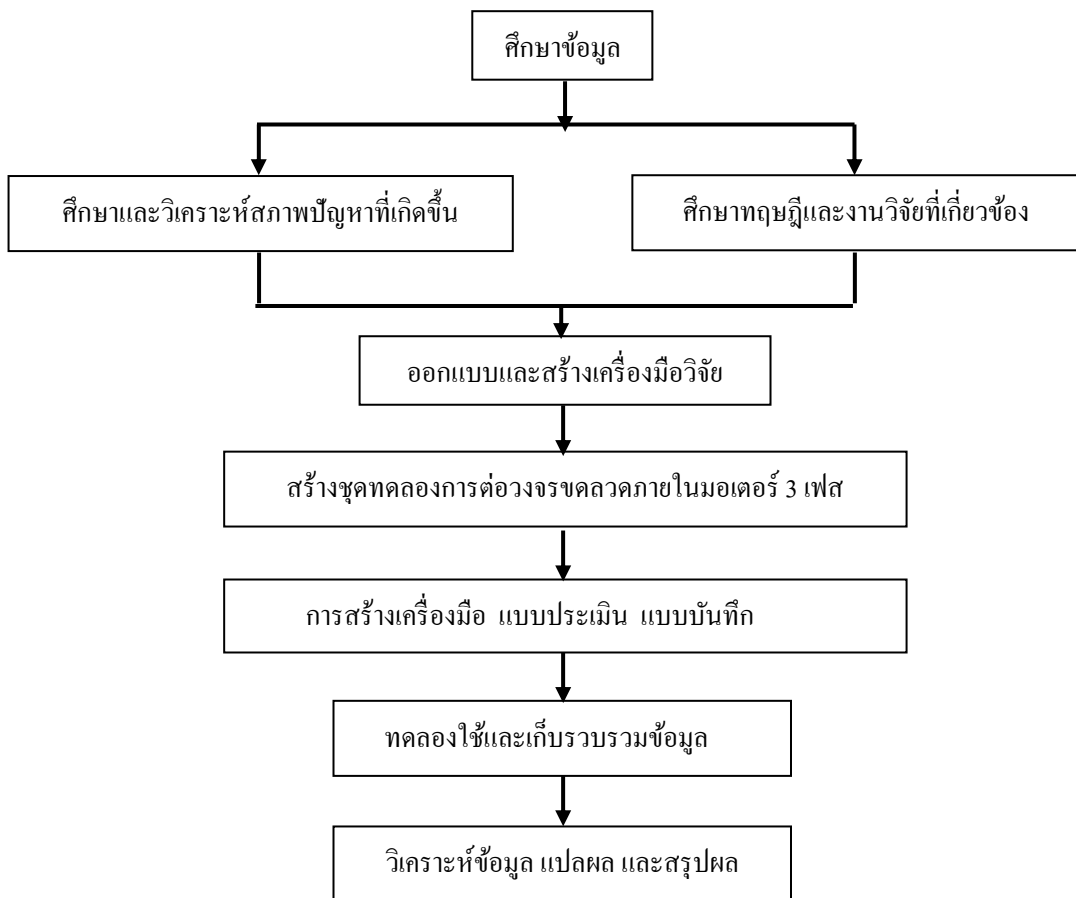 ศึกษาข้อมูล
ศึกษาและวิเคราะห์สภาพปัญหาที่เกิดขึ้น
ศึกษาทฤษฎีและงานวิจัยที่เกี่ยวข้อง
ออกแบบและสร้างเครื่องมือวิจัย
สร้างชุดทดลองการต่อวงจรขดลวดภายในมอเตอร์ 3 เฟส
การสร้างเครื่องมือ แบบประเมิน แบบบันทึก
ทดลองใช้และเก็บรวบรวมข้อมูล
วิเคราะห์ข้อมูล แปลผล และสรุปผล